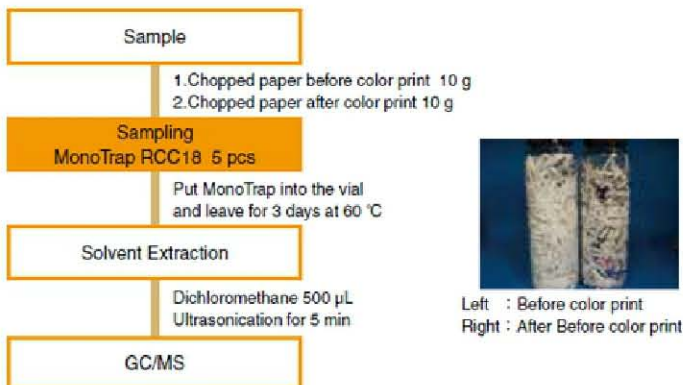 Sample
1.Chopped paper before color print 10 g
2.Chopped paper after color print 10 g
Sampling
MonoTrap RCC18 5 pcs
Put MonoTrap into the vial
and leave for 3 days at 60 ℃
Solvent Extraction
Dichloromethane 500 µL
Ultrasonication for 5 min
GC/MS
Left : Before color print
Right : After Before color print